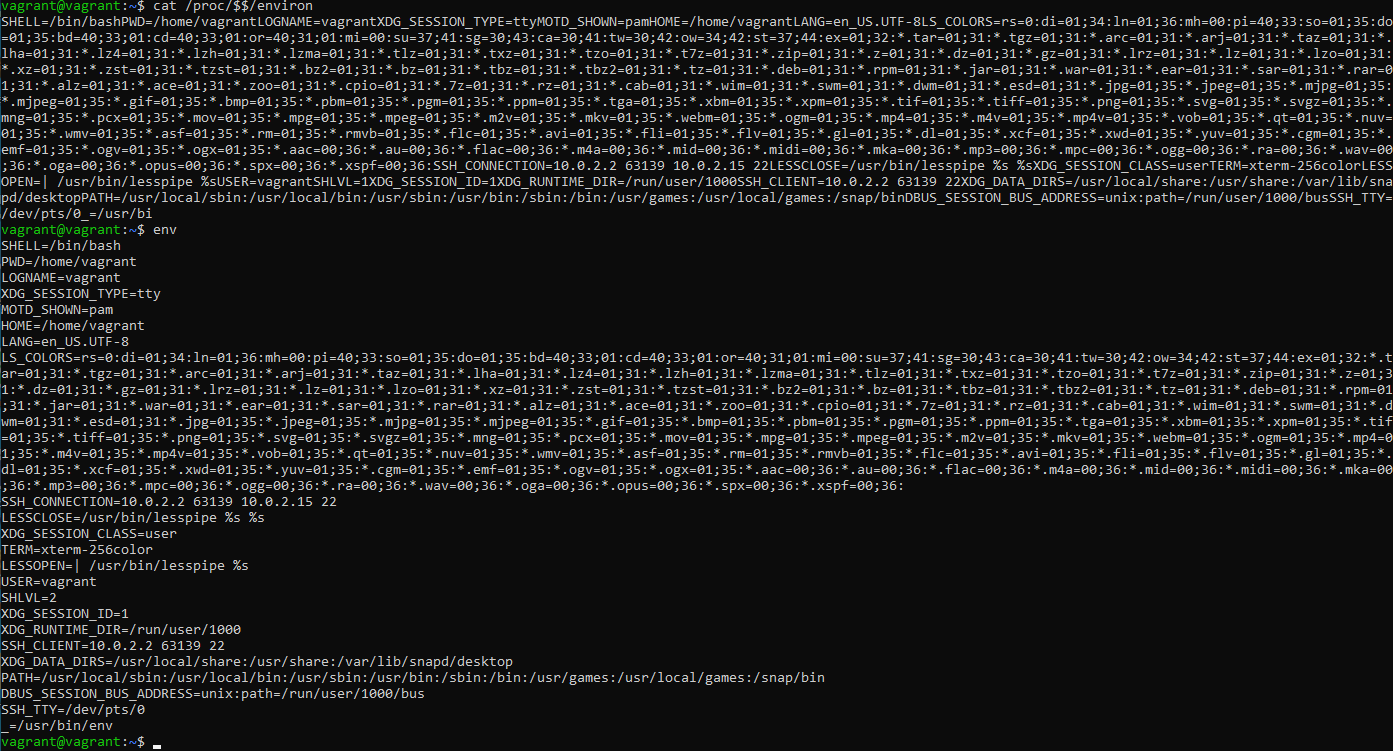 vagrant@vagrant:~$ cat /proc/$$/environ
SHELL=/bin/bashPWD=/home/vagrantLOGNAME=vagrantXDG_SESSION_TYPE=ttyMOTD_SHOWN=pamHOME=/home/vagrantLANG=en_US.UTF-8LS_COLORS=rs=0:di=01;34:ln=01;36:mh=00:pi=40;33:so=01;35:do
=01;35:bd=40;33;01:cd=40;33;01:or=40;31;01:mi=00:su=37;41:sg=30;43:ca=30;41:tw=30;42:ow=34;42:st=37;44:ex=01;32:*.tar=01;31:*.tgz=01;31:*.arc=01;31:*.arj=01;31:*.taz=01;31:*.
lha=01;31:*.lz4=01;31:*.lzh=01;31:*.lzma=01;31:*.tlz=01;31:*.txz=01;31:*.tzo=01;31:*.t7z=01;31:*.zip=01;31:*.z=01;31:*.dz=01;31:*.gz=01;31:*.lrz=01;31:*.lz=01;31:*.lzo=01;31:
*.xz=01;31:*.zst=01;31:*.tzst=01;31:*.bz2=01;31:*.bz=01;31:*.tbz=01;31:*.tbz2=01;31:*.tz=01;31:*.deb=01;31:*.rpm=01;31:*.jar=01;31:*.war=01;31:*.ear=01;31:*.sar=01;31:*.rar=0
1;31:*.alz=01;31:*.ace=01;31:*.zoo=01;31:*.cpio=01;31:*.7z=01;31:*.rz=01;31:*.cab=01;31:*.wim=01;31:*.swm=01;31:*.dwm=01;31:*.esd=01;31:*.jpg=01;35:*.jpeg=01;35:*.mjpg=01;35:
*.mjpeg=01;35:*.gif=01;35:*.bmp=01;35:*.pbm=01;35:*.pgm=01;35:*.ppm=01;35:*.tga=01;35:*.xbm=01;35:*.xpm=01;35:*.tif=01;35:*.tiff=01;35:*.png=01;35:*.svg=01;35:*.svgz=01;35:*.
mng=01;35:*.pcx=01;35:*.mov=01;35:*.mpg=01;35:*.mpeg=01;35:*.m2v=01;35:*.mkv=01;35:*.webm=01;35:*.ogm=01;35:*.mp4=01;35:*.m4v=01;35:*.mp4v=01;35:*.vob=01;35:*.qt=01;35:*.nuv=
01;35:*.wmv=01;35:*.asf=01;35:*.rm=01;35:*.rmvb=01;35:*.flc=01;35:*.avi=01;35:*.fli=01;35:*.flv=01;35:*.gl=01;35:*.dl=01;35:*.xcf=01;35:*.xwd=01;35:*.yuv=01;35:*.cgm=01;35:*.
emf=01;35:*.ogv=01;35:*.ogx=01;35:*.aac=00;36:*.au=00;36:*.flac=00;36:*.m4a=00;36:*.mid=00;36:*.midi=00;36:*.mka=00;36:*.mp3=00;36:*.mpc=00;36:*.ogg=00;36:*.ra=00;36:*.wav=00
;36:*.oga=00;36:*.opus=00;36:*.spx=00;36:*.xspf=00;36:SSH_CONNECTION=10.0.2.2 63139 10.0.2.15 22LESSCLOSE=/usr/bin/lesspipe %s %sXDG_SESSION_CLASS=userTERM=xterm-256colorLESS
OPEN=| /usr/bin/lesspipe %sUSER=vagrantSHLVL=1XDG_SESSION_ID=1XDG_RUNTIME_DIR=/run/user/1000SSH_CLIENT=10.0.2.2 63139 22XDG_DATA_DIRS=/usr/local/share:/usr/share:/var/lib/sna
pd/desktopPATH=/usr/local/sbin:/usr/local/bin:/usr/sbin:/usr/bin:/sbin:/bin:/usr/games:/usr/local/games:/snap/binDBUS_SESSION_BUS_ADDRESS=unix:path=/run/user/1000/busSSH_TTY=
/dev/pts/0_=/usr/bi
vagrant@vagrant:~$ env
SHELL=/bin/bash
PWD=/home/vagrant
LOGNAME=vagrant
XDG_SESSION_TYPE=tty
MOTD_SHOWN=pam
HOME=/home/vagrant
LANG=en_US.UTF-8
LS_COLORS=rs=0:di=01;34:ln=01;36:mh=00:pi=40;33:so=01;35:do=01;35:bd=40;33;01:cd=40;33;01:or=40;31;01:mi=00:su=37;41:sg=30;43:ca=30;41:tw=30;42:ow=34;42:st=37;44:ex=01;32:*.t
ar=01;31:*.tgz=01;31:*.arc=01;31:*.arj=01;31:*.taz=01;31:*.lha=01;31:*.lz4=01;31:*.lzh=01;31:*.lzma=01;31:*.tlz=01;31:*.txz=01;31:*.tzo=01;31:*.t7z=01;31:*.zip=01;31:*.z=01;3
1:*.dz=01;31:*.gz=01;31:*.lrz=01;31:*.lz=01;31:*.lzo=01;31:*.xz=01;31:*.zst=01;31:*.tzst=01;31:*.bz2=01;31:*.bz=01;31:*.tbz=01;31:*.tbz2=01;31:*.tz=01;31:*.deb=01;31:*.rpm=01
;31:*.jar=01;31:*.war=01;31:*.ear=01;31:*.sar=01;31:*.rar=01;31:*.alz=01;31:*.ace=01;31:*.zoo=01;31:*.cpio=01;31:*.7z=01;31:*.rz=01;31:*.cab=01;31:*.wim=01;31:*.swm=01;31:*.d
wm=01;31:*.esd=01;31:*.jpg=01;35:*.jpeg=01;35:*.mjpg=01;35:*.mjpeg=01;35:*.gif=01;35:*.bmp=01;35:*.pbm=01;35:*.pgm=01;35:*.ppm=01;35:*.tga=01;35:*.xbm=01;35:*.xpm=01;35:*.tif
=01;35:*.tiff=01;35:*.png=01;35:*.svg=01;35:*.svgz=01;35:*.mng=01;35:*.pcx=01;35:*.mov=01;35:*.mpg=01;35:*.mpeg=01;35:*.m2v=01;35:*.mkv=01;35:*.webm=01;35:*.ogm=01;35:*.mp4=0
1;35:*.m4v=01;35:*.mp4v=01;35:*.vob=01;35:*.qt=01;35:*.nuv=01;35:*.wmv=01;35:*.asf=01;35:*.rm=01;35:*.rmvb=01;35:*.flc=01;35:*.avi=01;35:*.fli=01;35:*.flv=01;35:*.gl=01;35:*.
dl=01;35:*.xcf=01;35:*.xwd=01;35:*.yuv=01;35:*.cgm=01;35:*.emf=01;35:*.ogv=01;35:*.ogx=01;35:*.aac=00;36:*.au=00;36:*.flac=00;36:*.m4a=00;36:*.mid=00;36:*.midi=00;36:*.mka=00
;36:*.mp3=00;36:*.mpc=00;36:*.ogg=00;36:*.ra=00;36:*.wav=00;36:*.oga=00;36:*.opus=00;36:*.spx=00;36:*.xspf=00;36:
SSH_CONNECTION=10.0.2.2 63139 10.0.2.15 22
LESSCLOSE=/usr/bin/lesspipe %s %s
XDG_SESSION_CLASS=user
TERM=xterm-256color
LESSOPEN=| /usr/bin/lesspipe %s
USER=vagrant
SHLVL=2
XDG_SESSION_ID=1
XDG_RUNTIME_DIR=/run/user/1000
SSH_CLIENT=10.0.2.2 63139 22
XDG_DATA_DIRS=/usr/local/share:/usr/share:/var/lib/snapd/desktop
PATH=/usr/local/sbin:/usr/local/bin:/usr/sbin:/usr/bin:/sbin:/bin:/usr/games:/usr/local/games:/snap/bin
DBUS_SESSION_BUS_ADDRESS=unix:path=/run/user/1000/bus
SSH_TTY=/dev/pts/0
_=/usr/bin/env
vagrant@vagrant:~$